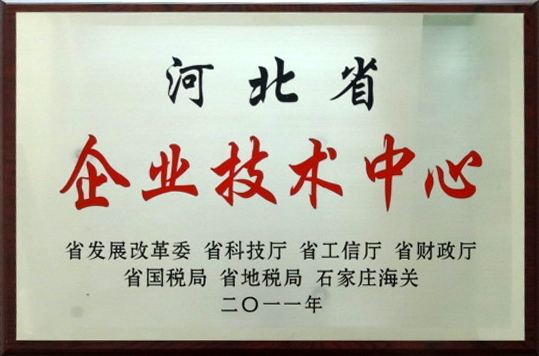 河北省
企业技术中心
省发展改革委 省科技厅 省工信厅 省财政厅
省国税局 省地税局 石家庄海关
二〇一一年